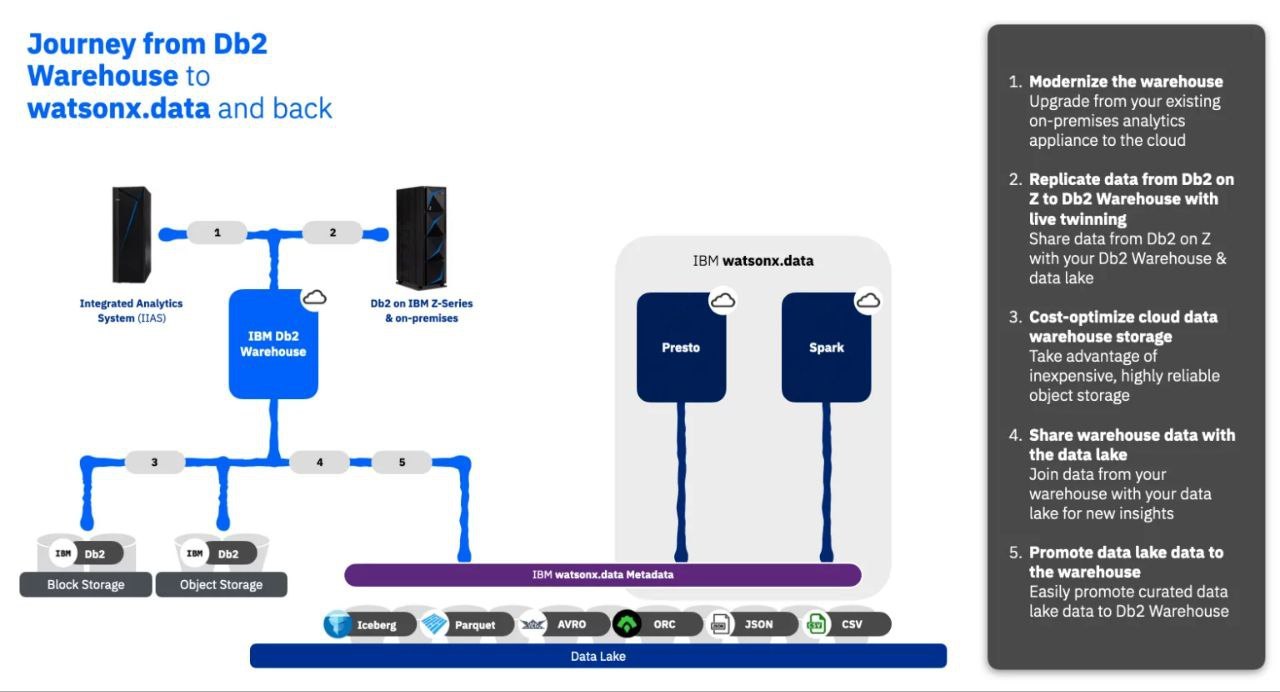 Journey from Db2
Warehouse to
watsonx.data and back
1
2
Integrated Analytics
System (IIAS)
Db2 on IBM Z-Series
& on-premises
IBM Db2
Warehouse
IBM watsonx.data
Presto
Spark
3
4
5
IBM Db2
IBM Db2
Block Storage
Object Storage
IBM watsonx.data Metadata
Iceberg
Parquet
AVRO
ORC
JSON
CSV
Data Lake
1. Modernize the warehouse
Upgrade from your existing
on-premises analytics
appliance to the cloud
2. Replicate data from Db2 on
Z to Db2 Warehouse with
live twinning
Share data from Db2 on Z
with your Db2 Warehouse &
data lake
3. Cost-optimize cloud data
warehouse storage
Take advantage of
inexpensive, highly reliable
object storage
4. Share warehouse data with
the data lake
Join data from your
warehouse with your data
lake for new insights
5. Promote data lake data to
the warehouse
Easily promote curated data
lake data to Db2 Warehouse